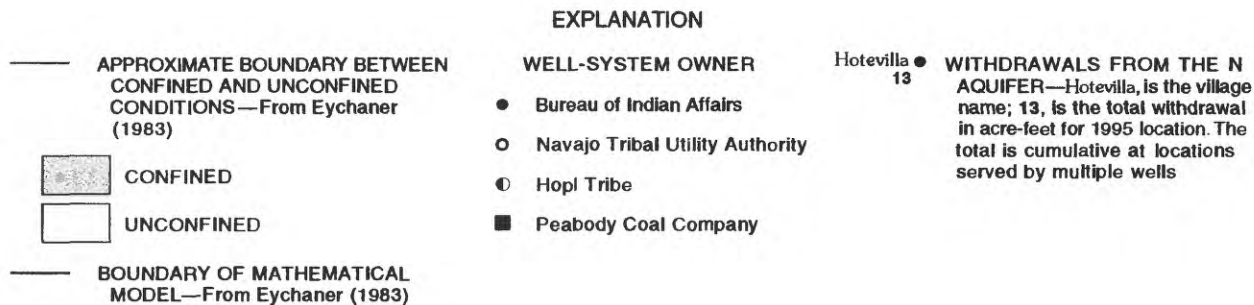 EXPLANATION
APPROXIMATE BOUNDARY BETWEEN
CONFINED AND UNCONFINED
CONDITIONS—From Eychaner
(1983)
CONFINED
UNCONFINED
BOUNDARY OF MATHEMATICAL
MODEL—From Eychaner (1983)
WELL-SYSTEM OWNER
Bureau of Indian Affairs
Navajo Tribal Utility Authority
Hopl Tribe
Peabody Coal Company
Hotevilla
13
WITHDRAWALS FROM THE N
AQUIFER—Hotevilla, is the village
name; 13, is the total withdrawal
in acre-feet for 1995 location. The
total is cumulative at locations
served by multiple wells